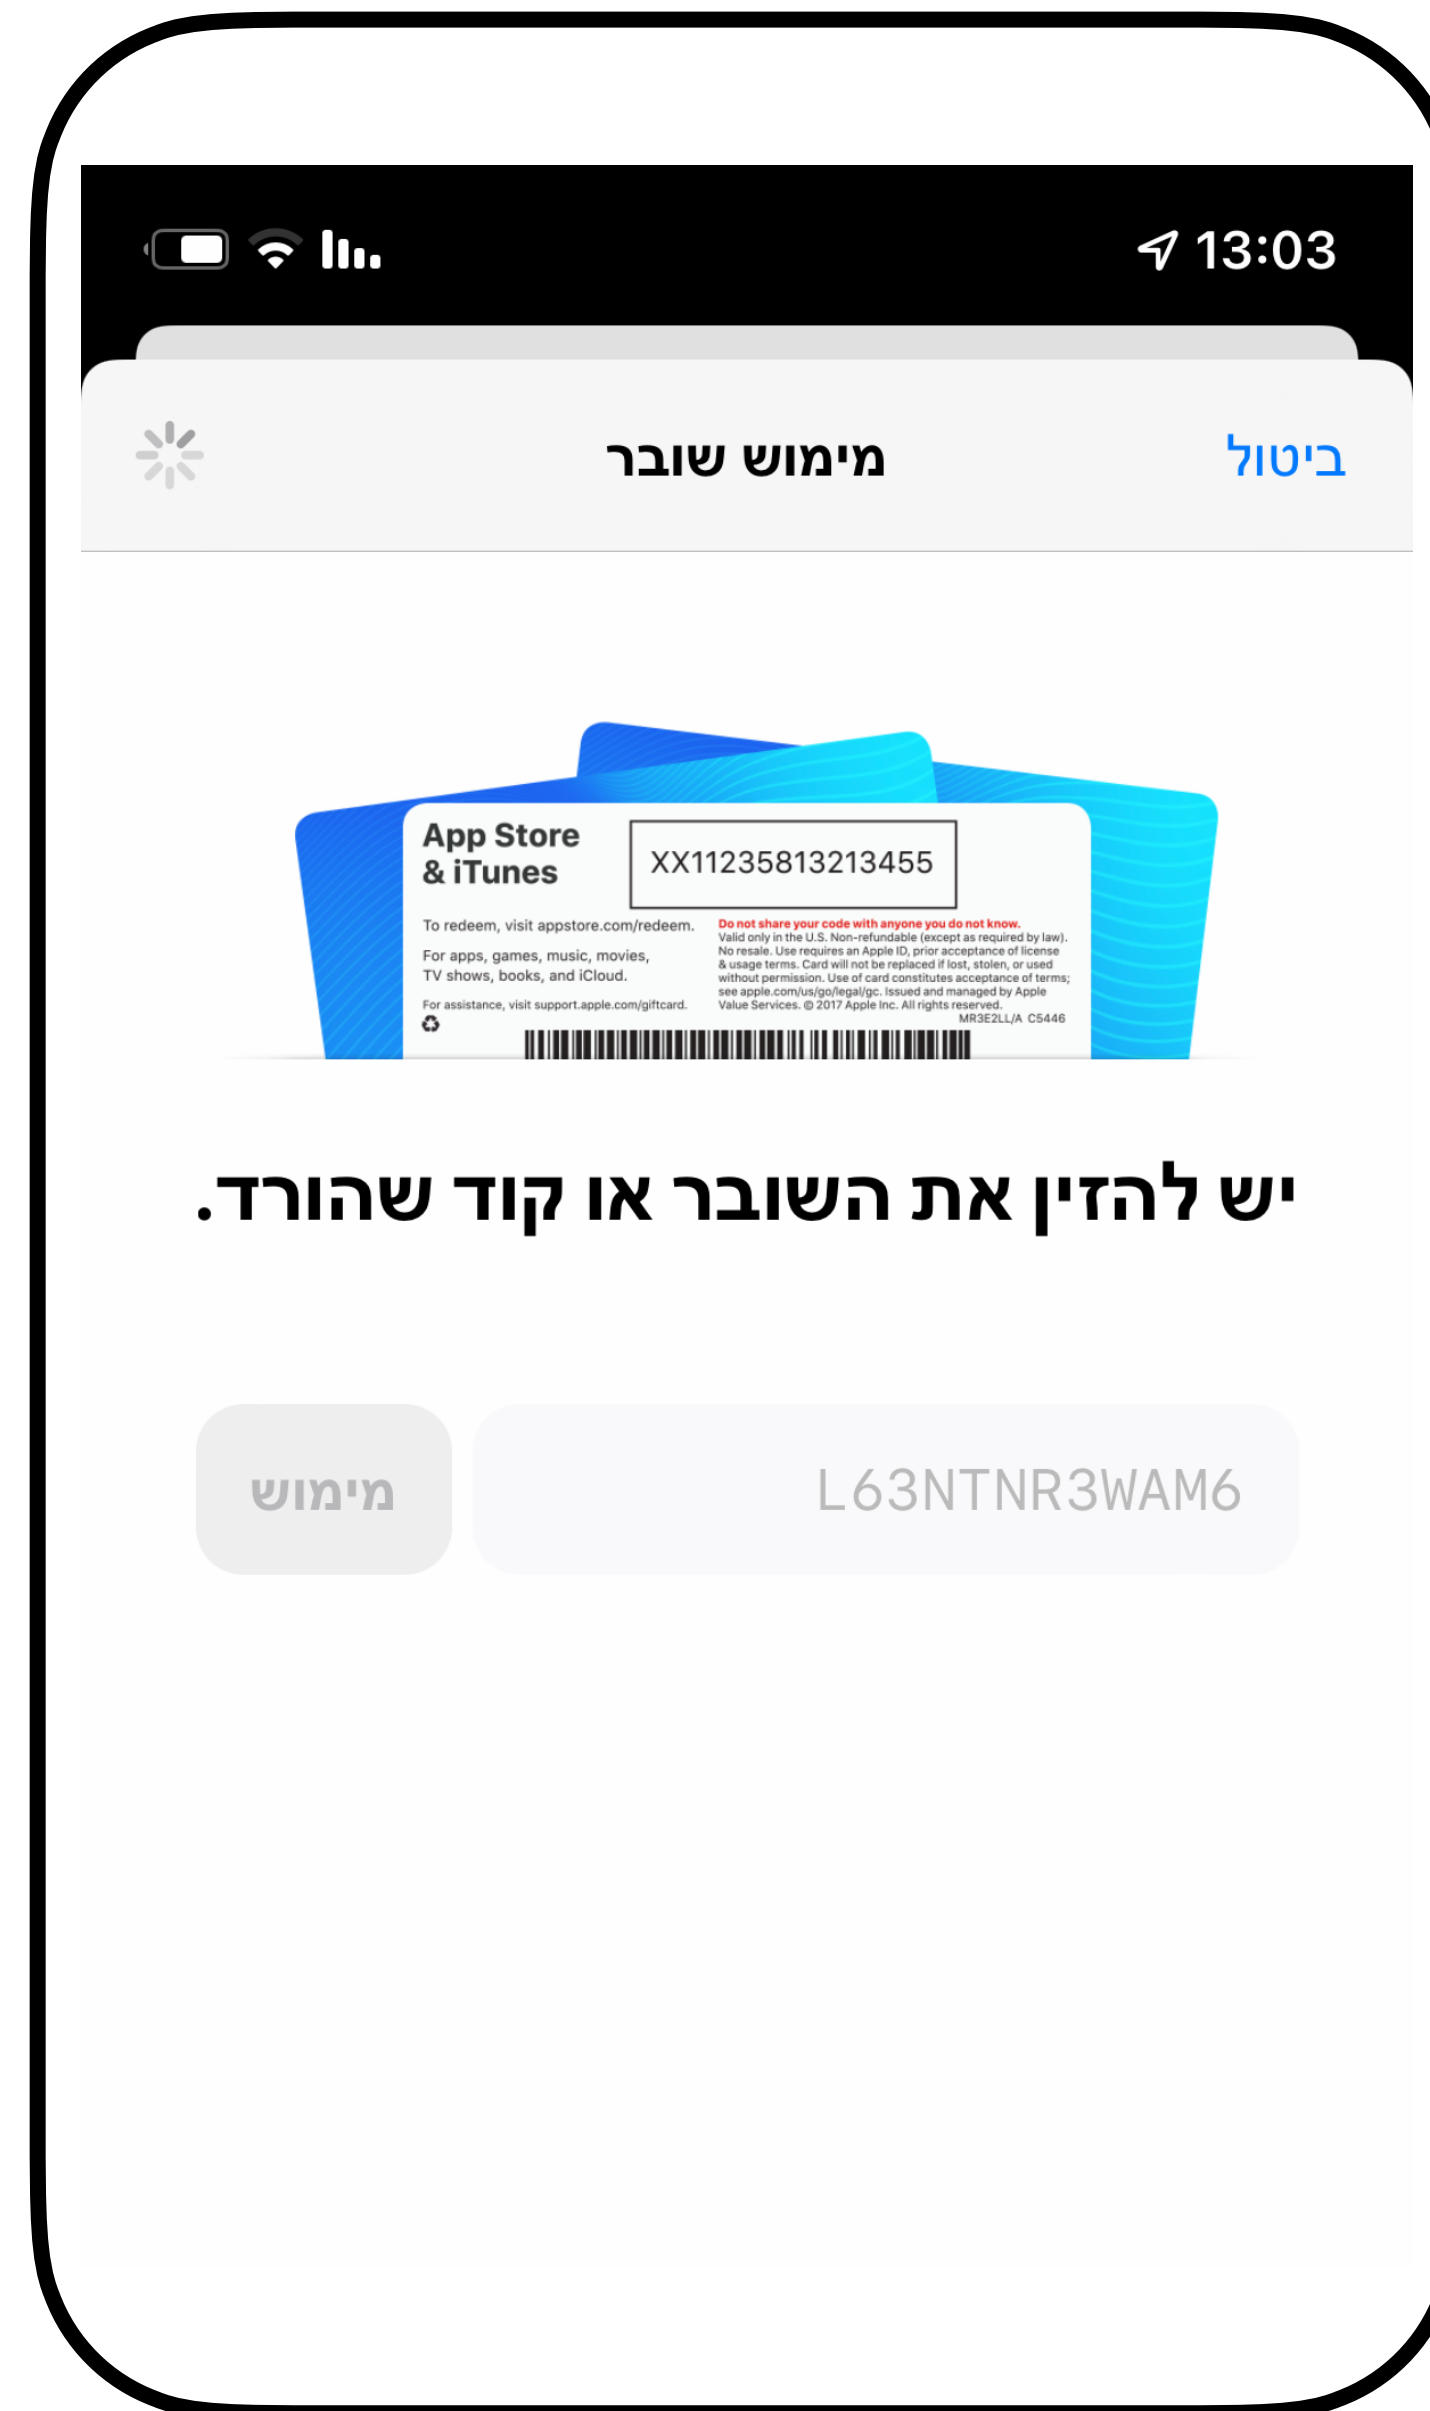 13:03
ביטול
מימוש שובר
App Store
& iTunes
XX11235813213455
To redeem, visit appstore.com/redeem.
For apps, games, music, movies,
TV shows, books, and iCloud.
For assistance, visit support.apple.com/giftcard.
Do not share your code with anyone you do not know.
Valid only in the U.S. Non-refundable (except as required by law).
No resale. Use requires an Apple ID, prior acceptance of license
& usage terms. Card will not be replaced if lost, stolen, or used
without permission. Use of card constitutes acceptance of terms;
see apple.com/us/go/legal/gc. Issued and managed by Apple
Value Services. © 2017 Apple Inc. All rights reserved.
MR3E2LL/A C5446
יש להזין את השובר או קוד שהורד.
L63NTNR3WAM6
מימוש